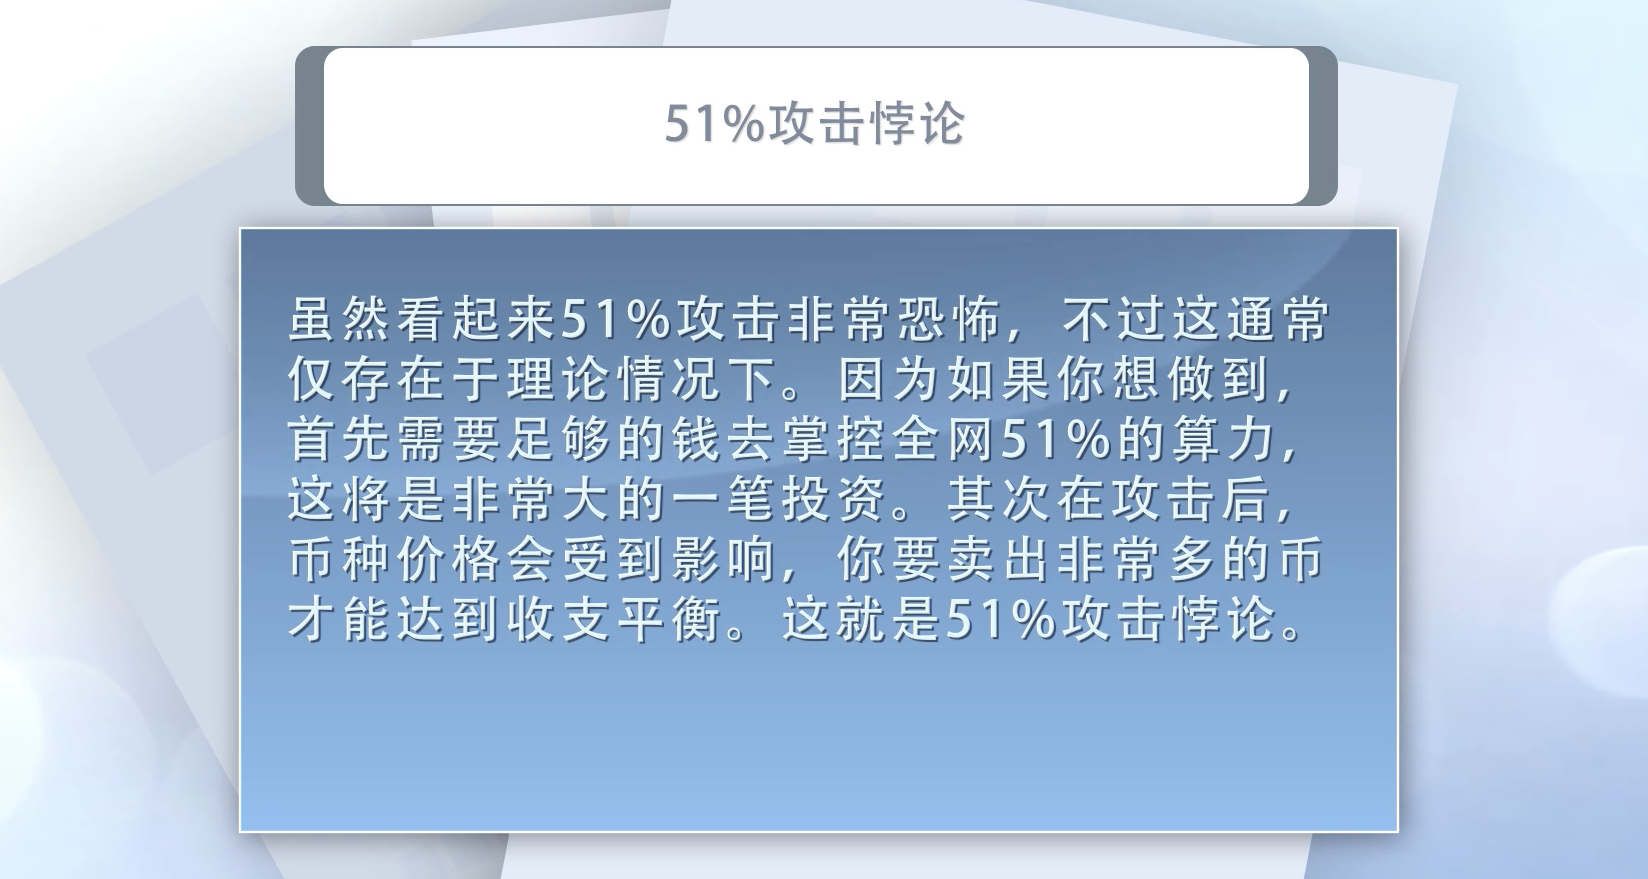 51%攻击悖论
虽然看起来51%攻击非常恐怖，不过这通常
仅存在于理论情况下。因为如果你想做到，
首先需要足够的钱去掌控全网51%的算力，
这将是非常大的一笔投资。其次在攻击后，
币种价格会受到影响，你要卖出非常多的币
才能达到收支平衡。这就是51%攻击悖论。